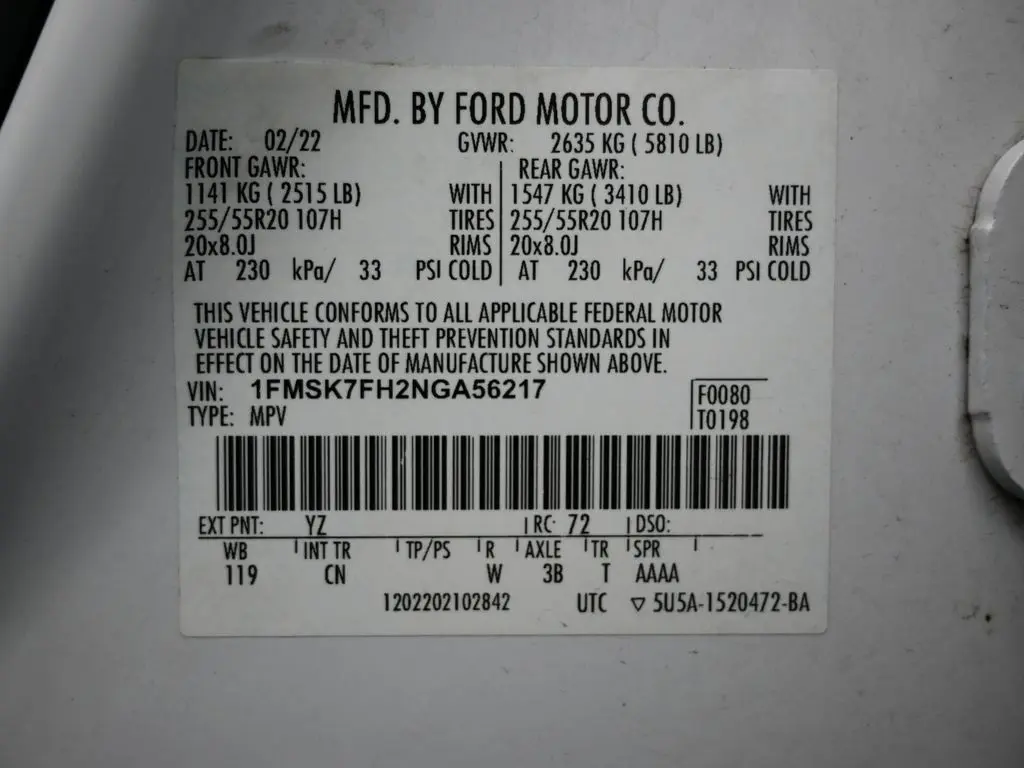 MFD. BY FORD MOTOR CO.
DATE: 02/22 GVWR: 2635 KG ( 5810 LB)
FRONT GAWR: REAR GAWR:
1141 KG ( 2515 LB) WITH 1547 KG ( 3410 LB) WITH
255/55R20 107H TIRES 255/55R20 107H TIRES
20x8.0J RIMS 20x8.0J RIMS
AT 230 kPa/ 33 PSI COLD AT 230 kPa/ 33 PSI COLD
THIS VEHICLE CONFORMS TO ALL APPLICABLE FEDERAL MOTOR
VEHICLE SAFETY AND THEFT PREVENTION STANDARDS IN
EFFECT ON THE DATE OF MANUFACTURE SHOWN ABOVE.
VIN: 1FMSK7FH2NGA56217 F0080
TYPE: MPV T0198
EXT PNT: YZ RC: 72 DSO:
WB INT TR TP/PS R AXLE TR SPR
119 CN W 3B T AAAA
1202202102842 UTC ▽ 5U5A-1520472-BA